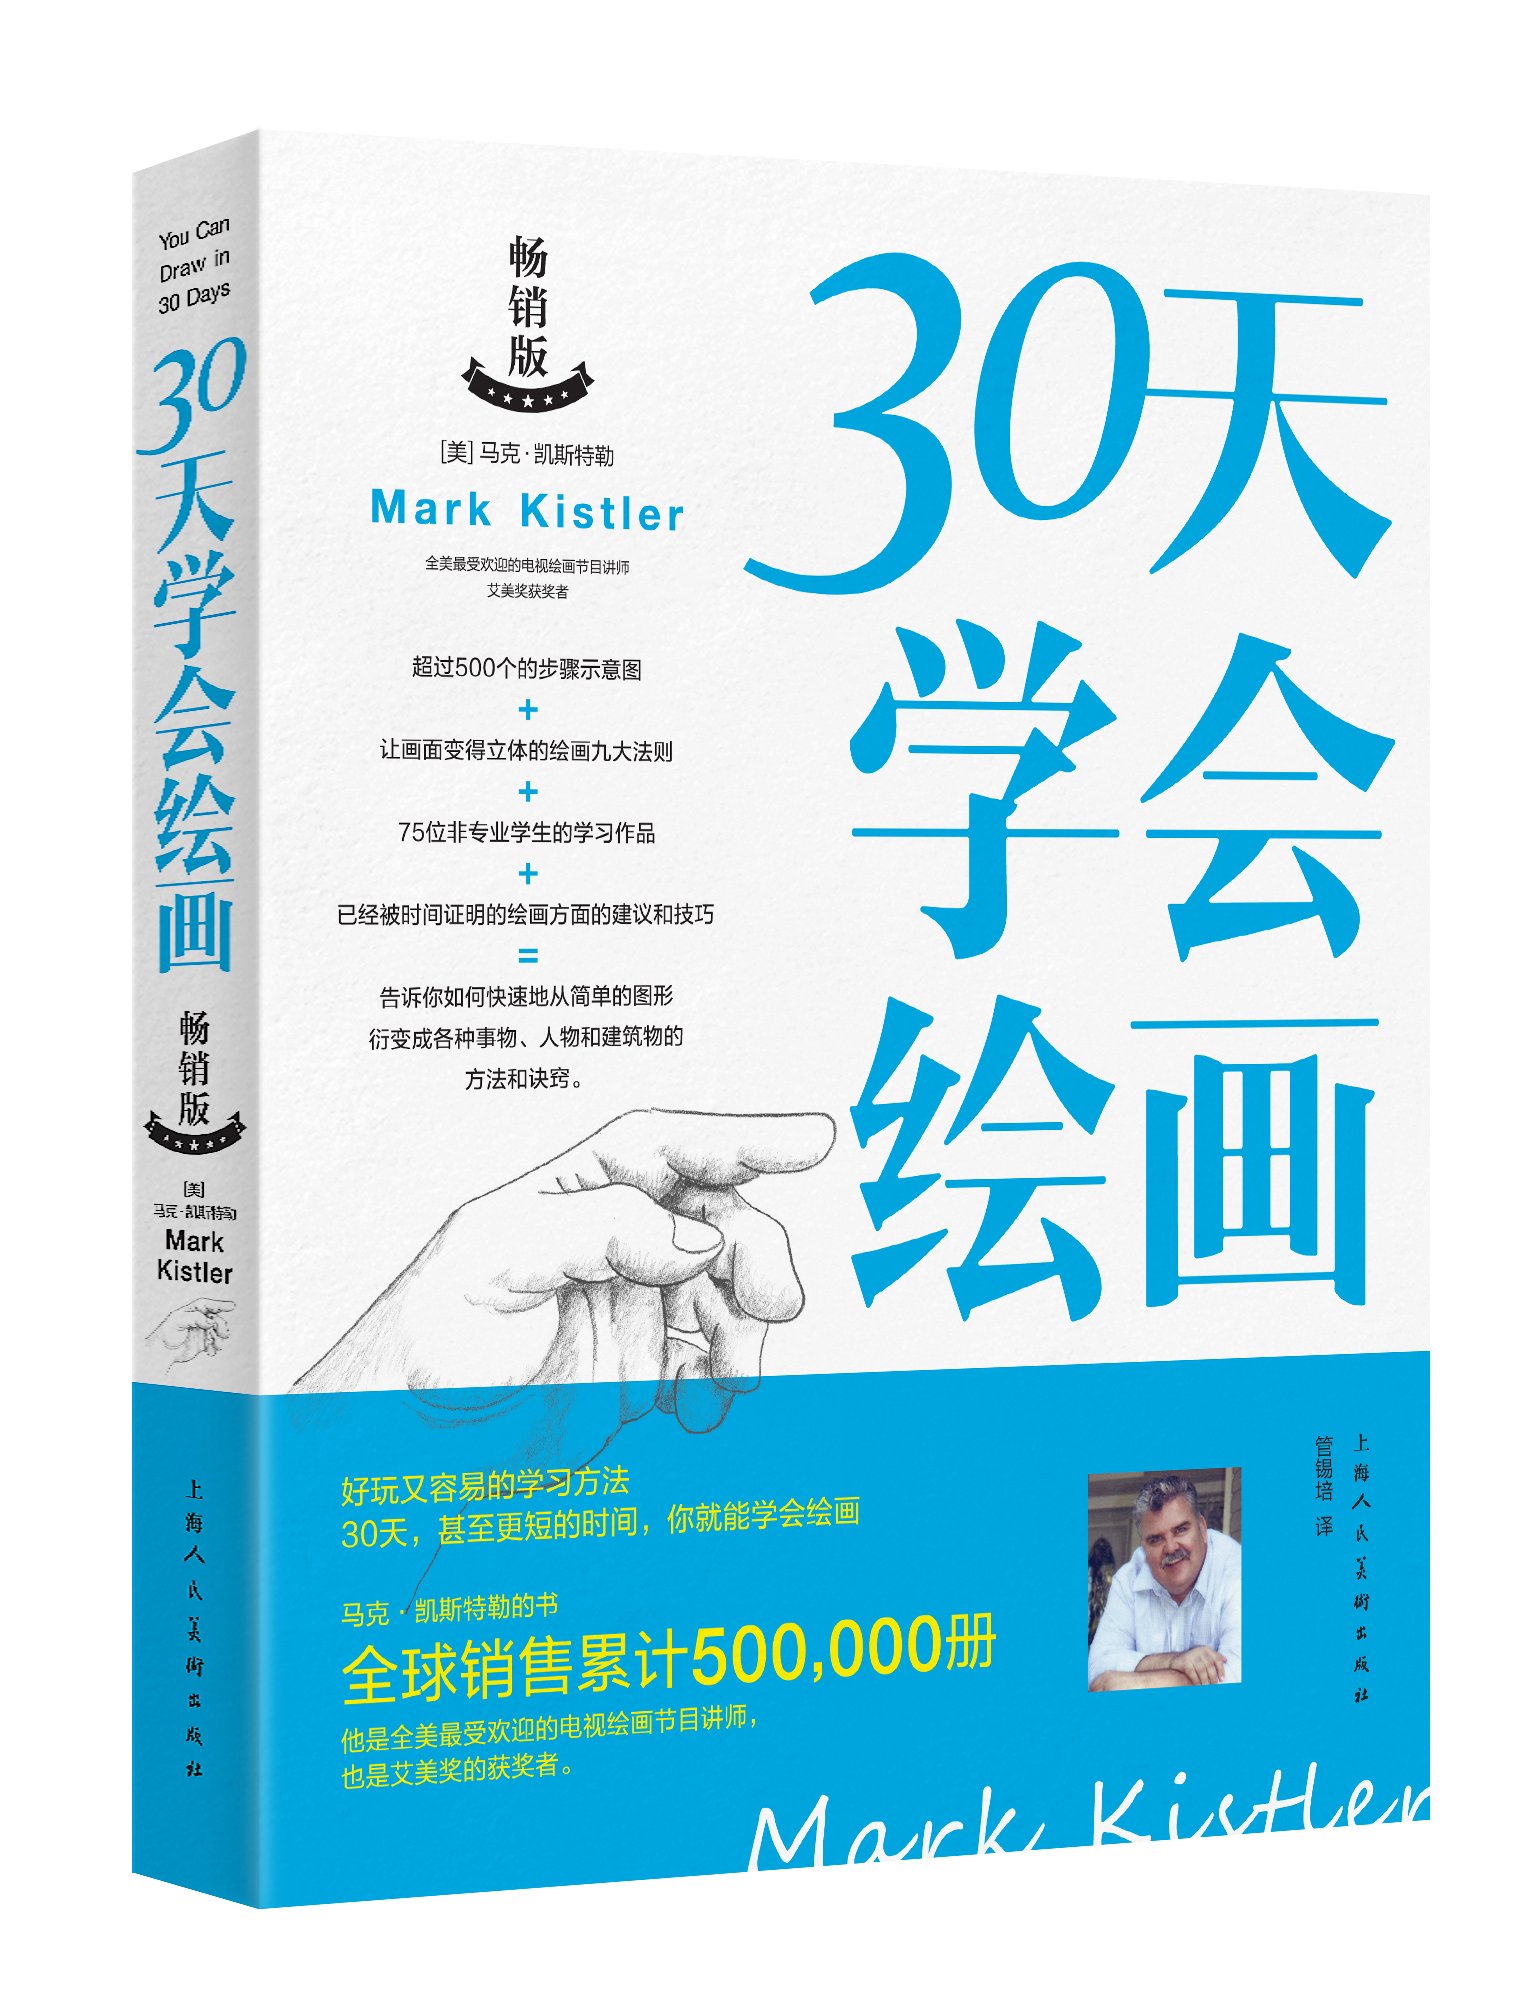 You Can
Draw in
30 Days
30天学会绘画
畅销版
[美]
马克·凯斯特勒
Mark
Kistler
上海人民美術出版社
畅销版
[美] 马克·凯斯特勒
Mark Kistler
全美最受欢迎的电视绘画节目讲师
艾美奖获奖者
超过500个的步骤示意图
+
让画面变得立体的绘画九大法则
+
75位非专业学生的学习作品
+
已经被时间证明的绘画方面的建议和技巧
=
告诉你如何快速地从简单的图形
衍变成各种事物、人物和建筑物的
方法和诀窍。
30天
学会
绘画
好玩又容易的学习方法
30天，甚至更短的时间，你就能学会绘画
马克·凯斯特勒的书
全球销售累计500,000册
他是全美最受欢迎的电视绘画节目讲师，
也是艾美奖的获奖者。
管锡培 译
上海人民美術出版社
Mark Kistler